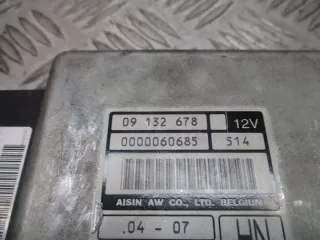 09 132 678 12V
0000060685 514
AISIN AW CO., LTD. BELGIUM
.04 - 07 HN